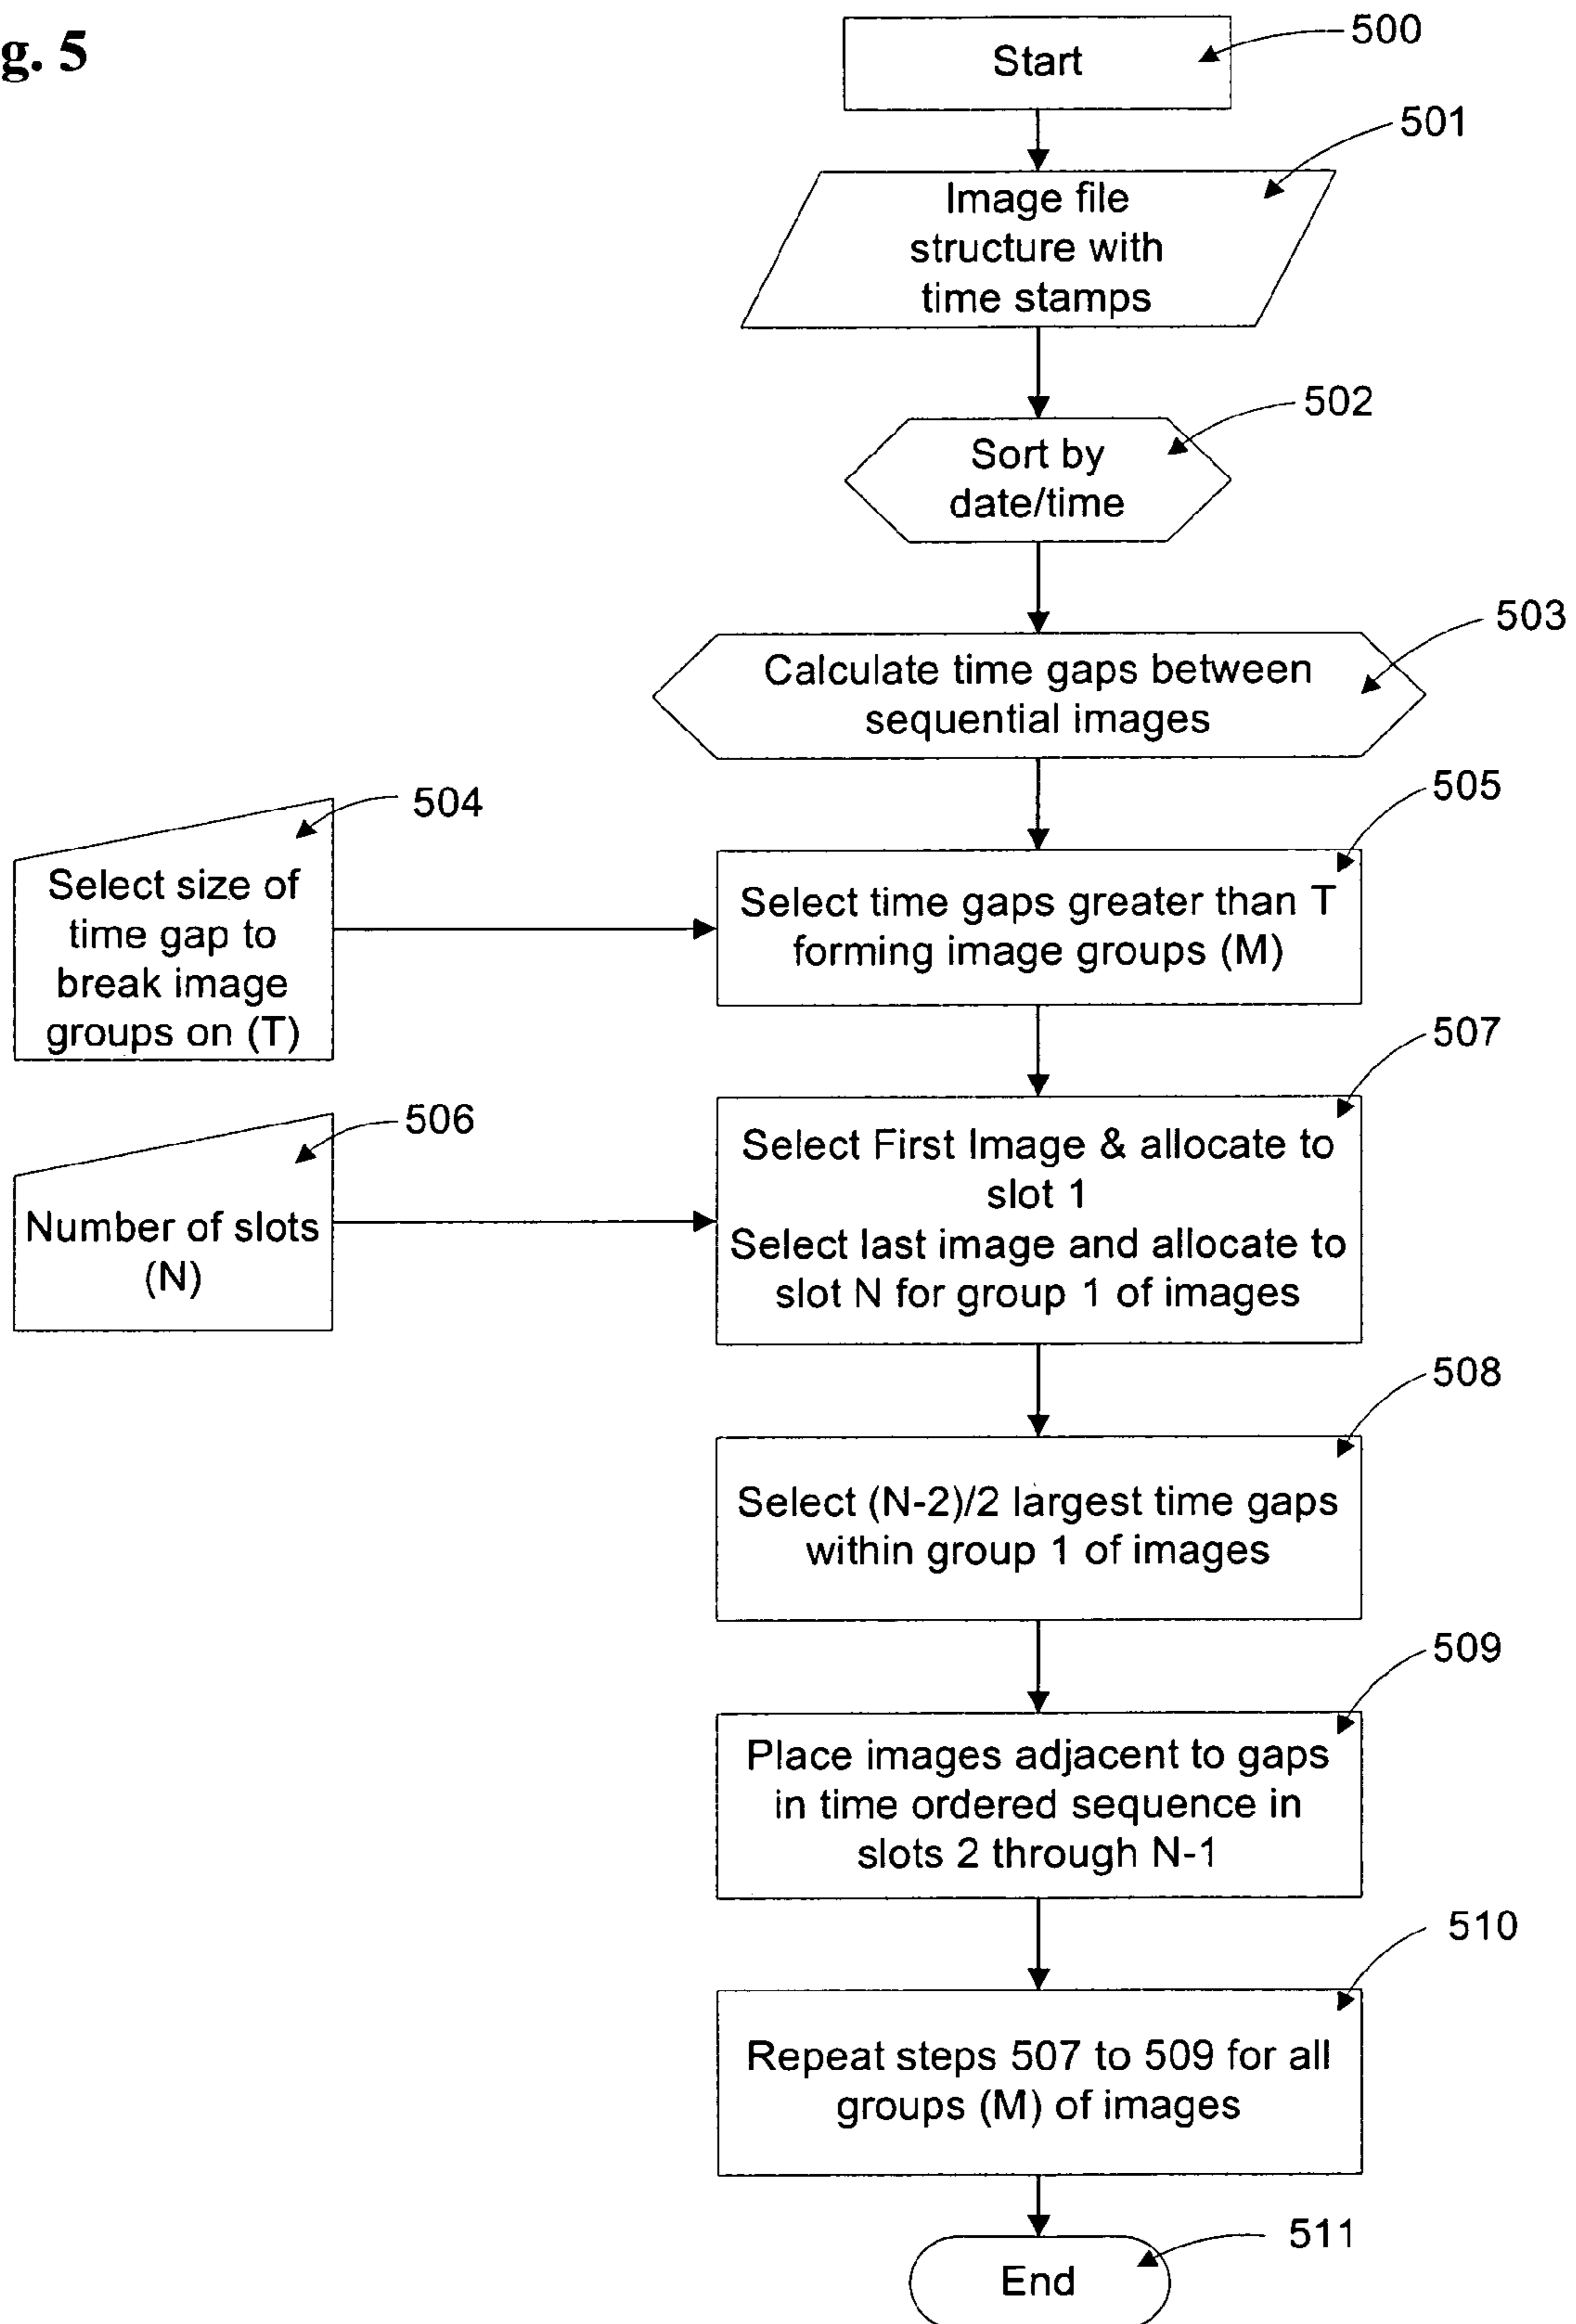 g. 5
Start
500
501
Image file
structure with
time stamps
502
Sort by
date/time
503
Calculate time gaps between
sequential images
504
Select size of
time gap to
break image
groups on (T)
505
Select time gaps greater than T
forming image groups (M)
506
Number of slots
(N)
507
Select First Image & allocate to
slot 1
Select last image and allocate to
slot N for group 1 of images
508
Select (N-2)/2 largest time gaps
within group 1 of images
509
Place images adjacent to gaps
in time ordered sequence in
slots 2 through N-1
510
Repeat steps 507 to 509 for all
groups (M) of images
511
End